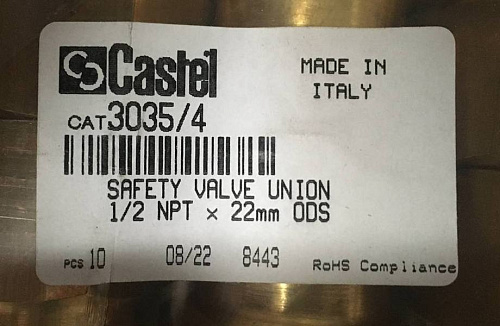 Castel
MADE IN
ITALY
CAT.3035/4
SAFETY VALVE UNION
1/2 NPT x 22mm ODS
PCS 10 08/22 8443 RoHS Compliance